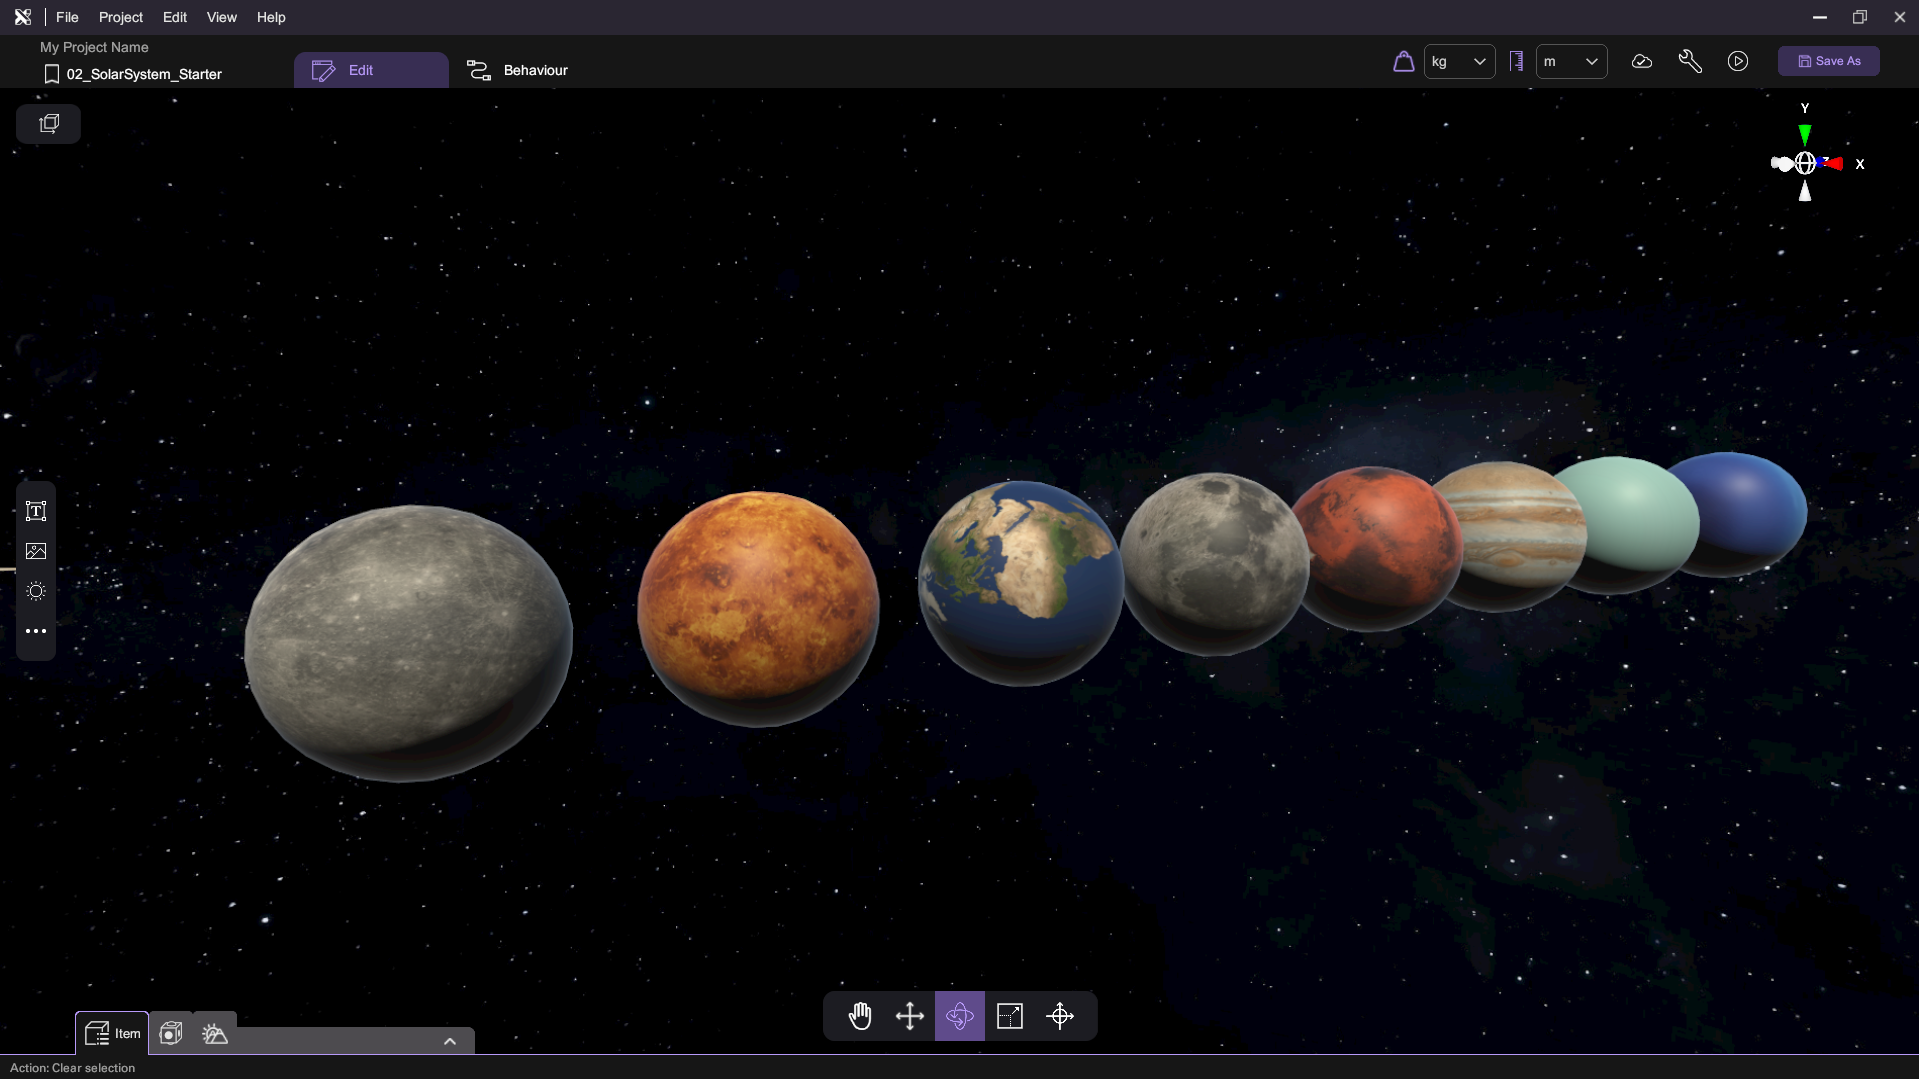 File Project Edit View Help
My Project Name
02_SolarSystem_Starter
Edit
Behaviour
kg
m
Save As
Y
X
Z
T
Item
Action: Clear selection